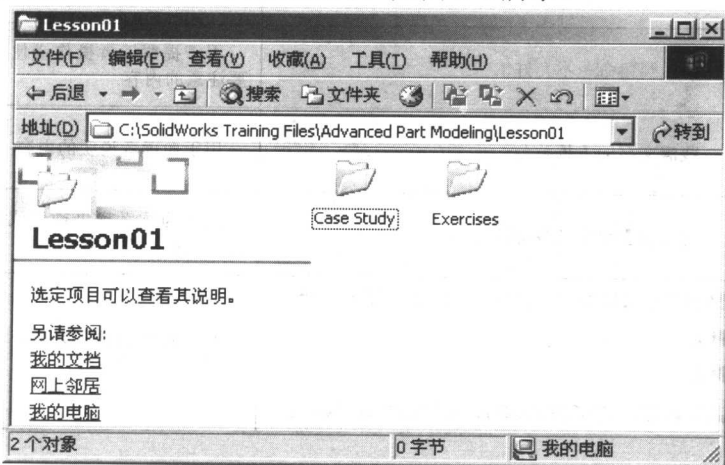 Lesson01
文件(F) 编辑(E) 查看(V) 收藏(A) 工具(T) 帮助(H)
后退 搜索 文件夹
地址(D) C:\SolidWorks Training Files\Advanced Part Modeling\Lesson01 转到
Case Study Exercises
Lesson01
选定项目可以查看其说明。
另请参阅:
我的文档
网上邻居
我的电脑
2 个对象 0 字节 我的电脑